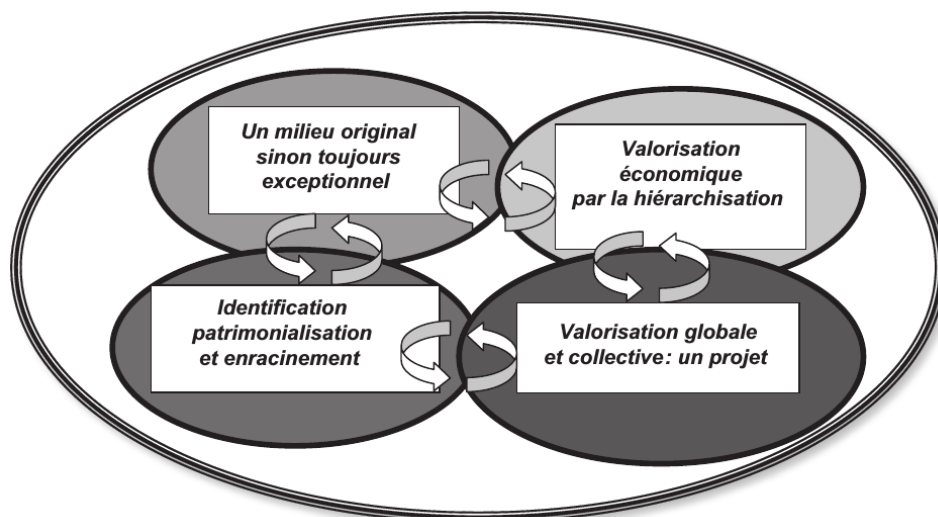 Un milieu original
sinon toujours
exceptionnel
Valorisation
économique
par la hiérarchisation
Identification
patrimonialisation
et enracinement
Valorisation globale
et collective: un projet